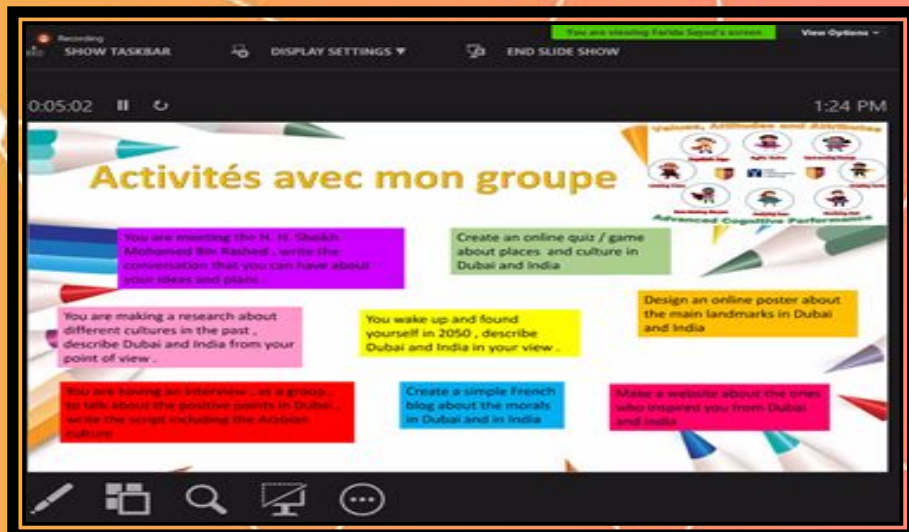 Recording
You are viewing Farida Sayed's screen
View Options
SHOW TASKBAR
DISPLAY SETTINGS
END SLIDE SHOW
0:05:02
1:24 PM
Values, Attitudes and Attributes
Advanced Cognitive Performance
Activités avec mon groupe
You are meeting the H. H. Sheikh
Mohamed Bin Rashed , write the
conversation that you can have about
your ideas and plans .
Create an online quiz / game
about places and culture in
Dubai and India
You are making a research about
different cultures in the past ,
describe Dubai and India from your
point of view .
You wake up and found
yourself in 2050 , describe
Dubai and India in your view .
Design an online poster about
the main landmarks in Dubai
and India
You are having an interview , as a group ,
to talk about the positive points in Dubai ,
write the script including the Arabian
culture
Create a simple French
blog about the morals
in Dubai and in India
Make a website about the ones
who inspired you from Dubai
and India